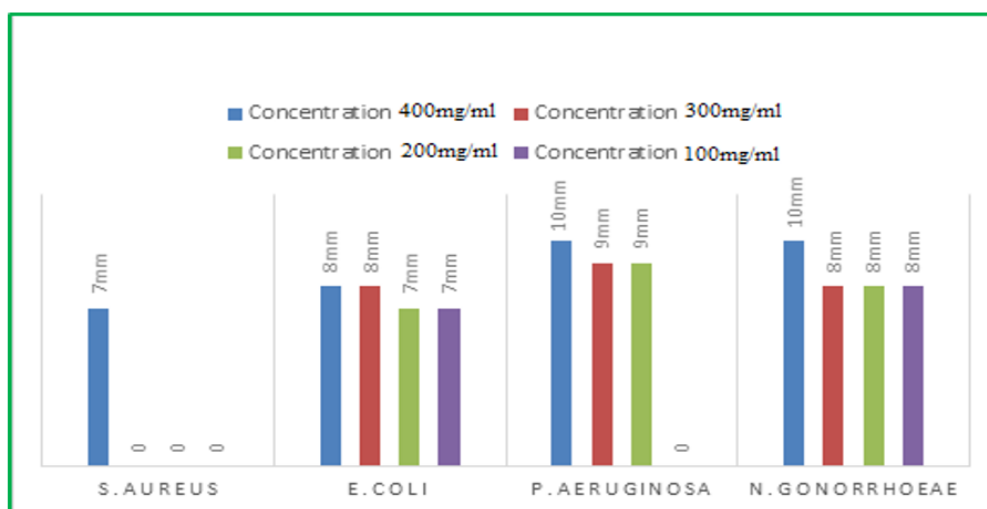 Concentration 400mg/ml Concentration 300mg/ml
Concentration 200mg/ml Concentration 100mg/ml
7mm 0 0 0 8mm 8mm 7mm 7mm 10mm 9mm 9mm 0 10mm 8mm 8mm 8mm
S.AUREUS E.COLI P.AERUGINOSA N.GONORRHOEAE